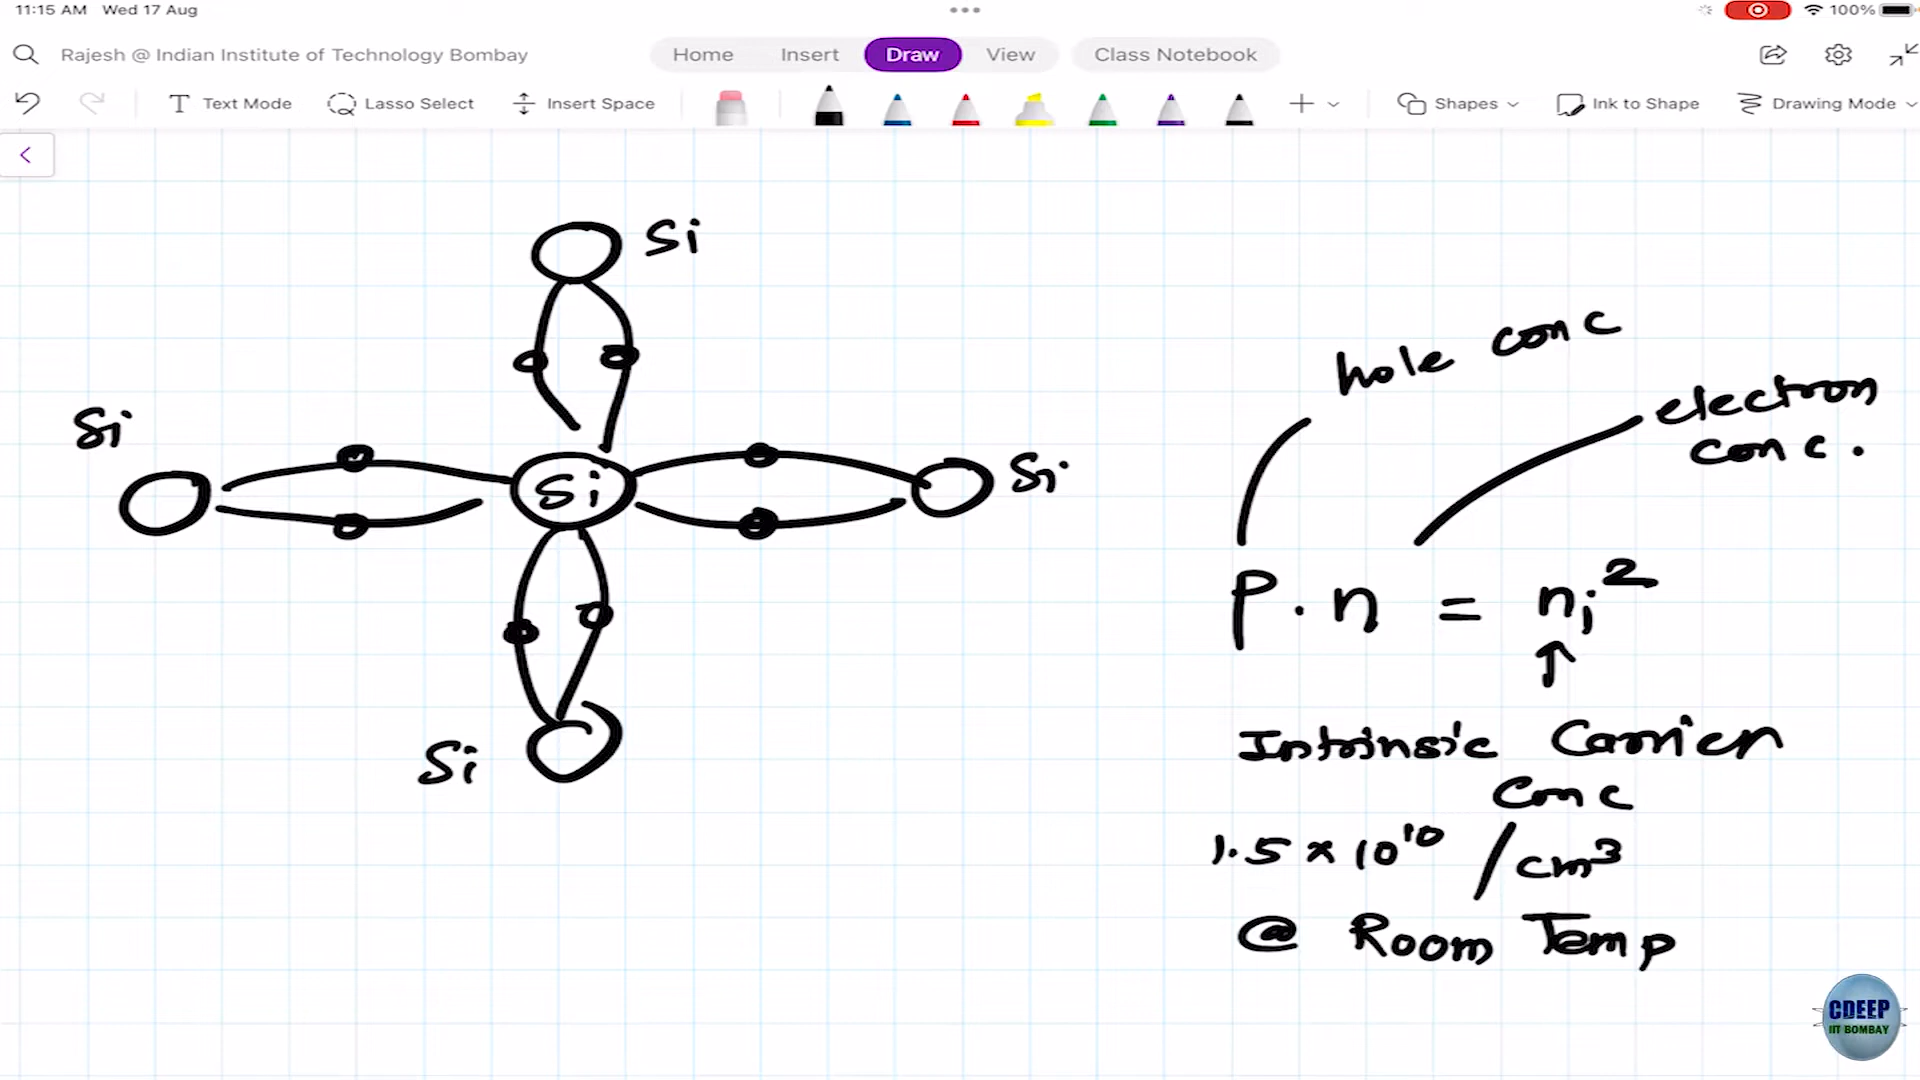 11:15 AM Wed 17 Aug
100%
Rajesh @ Indian Institute of Technology Bombay
Home Insert Draw View Class Notebook
Text Mode Lasso Select Insert Space Shapes Ink to Shape Drawing Mode
Si
Si
Si
Si
Si
hole conc
electron
conc.
p . n = ni²
Intrinsic Carrier
Conc
1.5 × 10¹⁰ / cm³
@ Room Temp
CDEEP
IIT BOMBAY